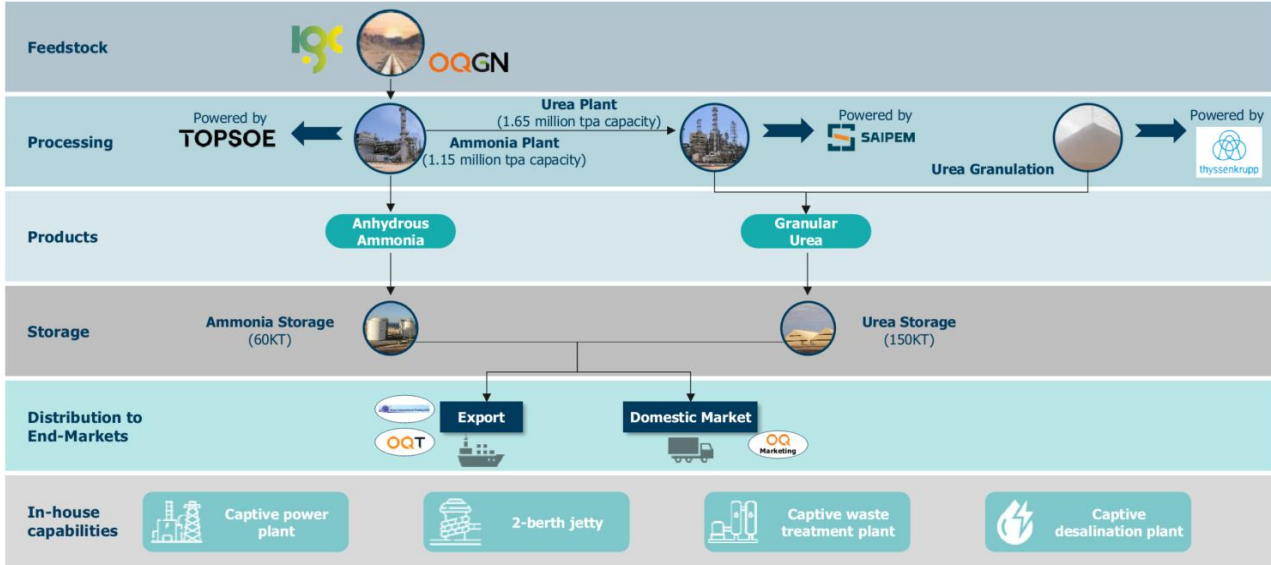 Feedstock
igc
OQGN
Processing
Powered by
TOPSOE
Urea Plant
(1.65 million tpa capacity)
Ammonia Plant
(1.15 million tpa capacity)
Powered by
SAIPEM
Urea Granulation
Powered by
thyssenkrupp
Products
Anhydrous
Ammonia
Granular
Urea
Storage
Ammonia Storage
(60KT)
Urea Storage
(150KT)
Distribution to
End-Markets
OQT
Export
Domestic Market
OQ
Marketing
In-house
capabilities
Captive power
plant
2-berth jetty
Captive waste
treatment plant
Captive
desalination plant